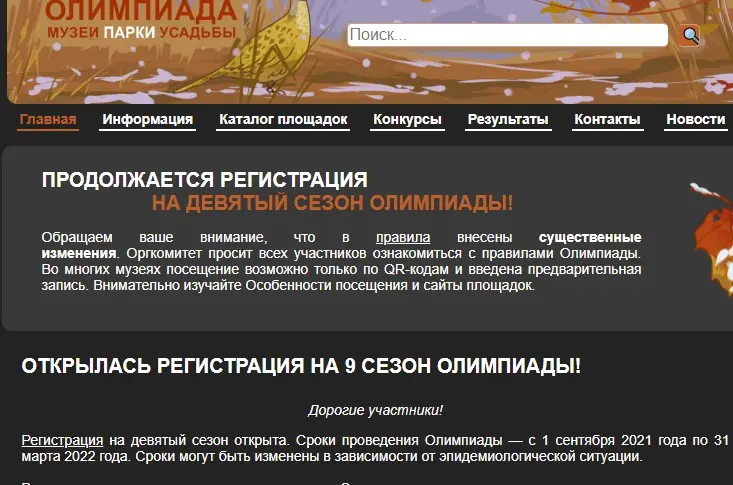 ОЛИМПИАДА
МУЗЕИ ПАРКИ УСАДЬБЫ
Поиск...
Главная Информация Каталог площадок Конкурсы Результаты Контакты Новости
ПРОДОЛЖАЕТСЯ РЕГИСТРАЦИЯ
НА ДЕВЯТЫЙ СЕЗОН ОЛИМПИАДЫ!
Обращаем ваше внимание, что в правила внесены существенные
изменения. Оргкомитет просит всех участников ознакомиться с правилами Олимпиады.
Во многих музеях посещение возможно только по QR-кодам и введена предварительная
запись. Внимательно изучайте Особенности посещения и сайты площадок.
ОТКРЫЛАСЬ РЕГИСТРАЦИЯ НА 9 СЕЗОН ОЛИМПИАДЫ!
Дорогие участники!
Регистрация на девятый сезон открыта. Сроки проведения Олимпиады — с 1 сентября 2021 года по 31
марта 2022 года. Сроки могут быть изменены в зависимости от эпидемиологической ситуации.